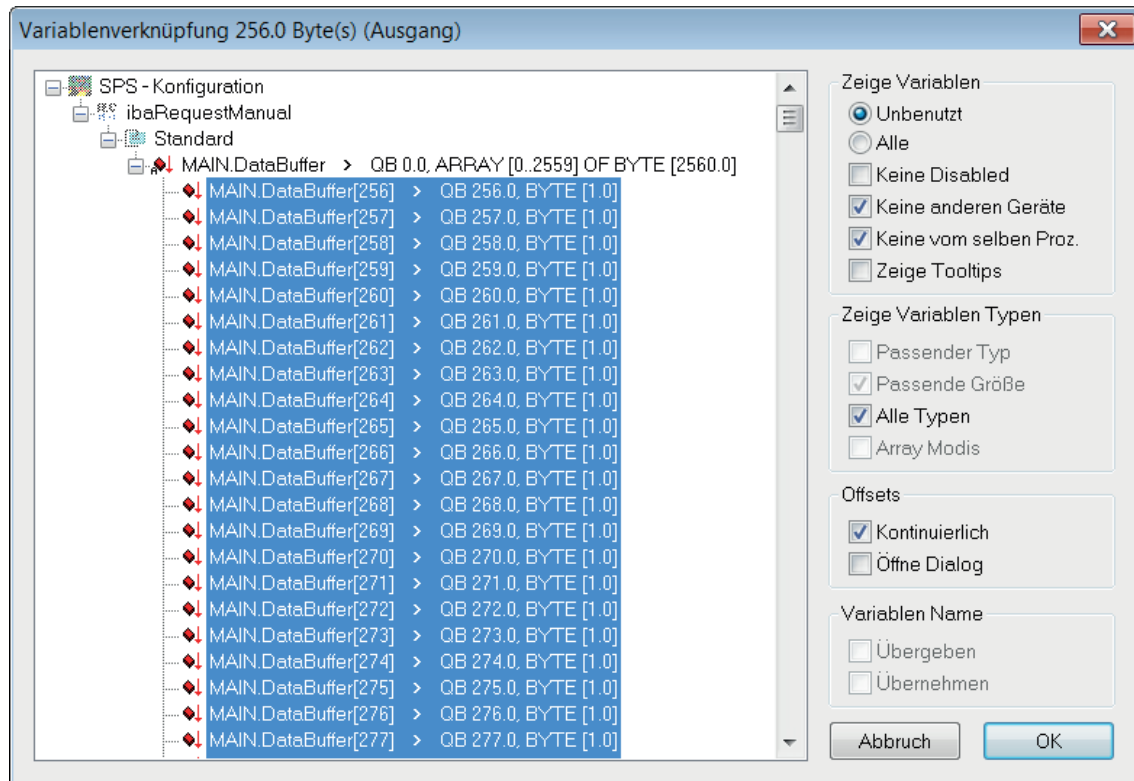 Variablenverknüpfung 256.0 Byte(s) (Ausgang)
SPS - Konfiguration
ibaRequestManual
Standard
MAIN.DataBuffer > QB 0.0, ARRAY [0..2559] OF BYTE [2560.0]
MAIN.DataBuffer[256] > QB 256.0, BYTE [1.0]
MAIN.DataBuffer[257] > QB 257.0, BYTE [1.0]
MAIN.DataBuffer[258] > QB 258.0, BYTE [1.0]
MAIN.DataBuffer[259] > QB 259.0, BYTE [1.0]
MAIN.DataBuffer[260] > QB 260.0, BYTE [1.0]
MAIN.DataBuffer[261] > QB 261.0, BYTE [1.0]
MAIN.DataBuffer[262] > QB 262.0, BYTE [1.0]
MAIN.DataBuffer[263] > QB 263.0, BYTE [1.0]
MAIN.DataBuffer[264] > QB 264.0, BYTE [1.0]
MAIN.DataBuffer[265] > QB 265.0, BYTE [1.0]
MAIN.DataBuffer[266] > QB 266.0, BYTE [1.0]
MAIN.DataBuffer[267] > QB 267.0, BYTE [1.0]
MAIN.DataBuffer[268] > QB 268.0, BYTE [1.0]
MAIN.DataBuffer[269] > QB 269.0, BYTE [1.0]
MAIN.DataBuffer[270] > QB 270.0, BYTE [1.0]
MAIN.DataBuffer[271] > QB 271.0, BYTE [1.0]
MAIN.DataBuffer[272] > QB 272.0, BYTE [1.0]
MAIN.DataBuffer[273] > QB 273.0, BYTE [1.0]
MAIN.DataBuffer[274] > QB 274.0, BYTE [1.0]
MAIN.DataBuffer[275] > QB 275.0, BYTE [1.0]
MAIN.DataBuffer[276] > QB 276.0, BYTE [1.0]
MAIN.DataBuffer[277] > QB 277.0, BYTE [1.0]
Zeige Variablen
Unbenutzt
Alle
Keine Disabled
Keine anderen Geräte
Keine vom selben Proz.
Zeige Tooltips
Zeige Variablen Typen
Passender Typ
Passende Größe
Alle Typen
Array Modis
Offsets
Kontinuierlich
Öffne Dialog
Variablen Name
Übergeben
Übernehmen
Abbruch OK